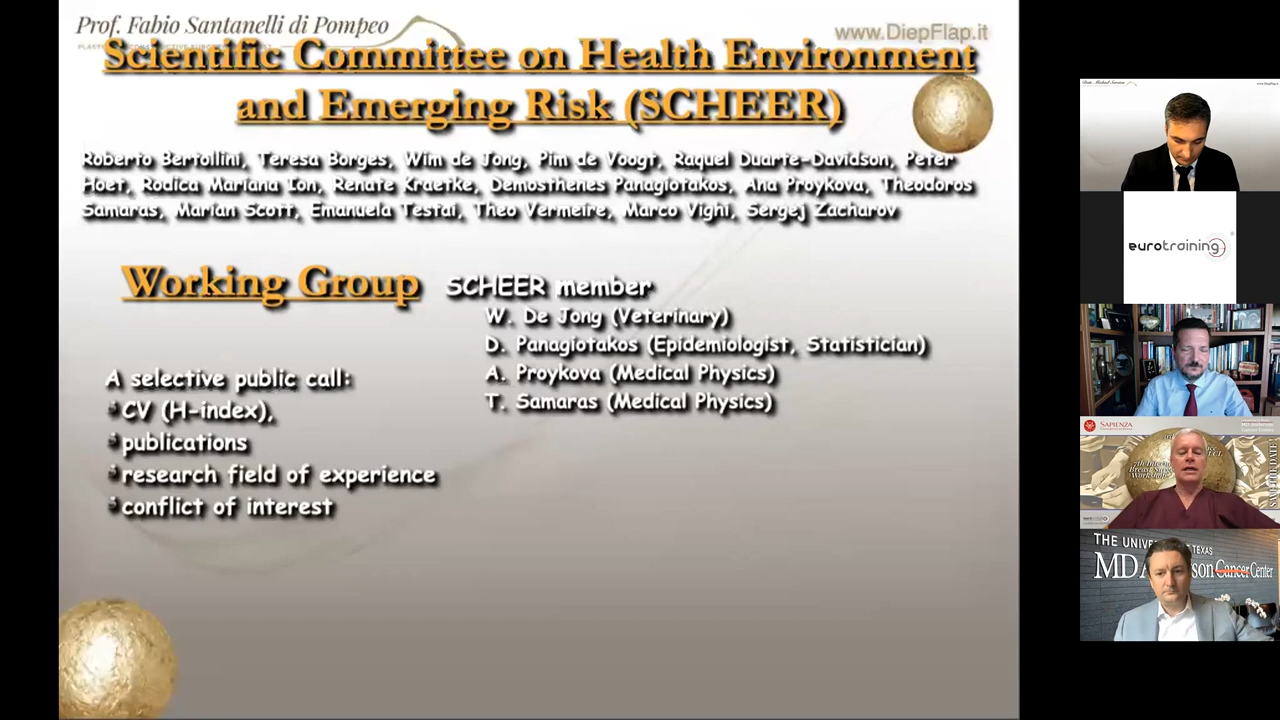 Prof. Fabio Santanelli di Pompeo
www.DiepFlap.it
Scientific Committee on Health Environment
and Emerging Risk (SCHEER)
Roberto Bertollini, Teresa Borges, Wim de Jong, Pim de Voogt, Raquel Duarte-Davidson, Peter
Hoet, Rodica Mariana Ion, Renate Kraetke, Demosthenes Panagiotakos, Ana Proykova, Theodoros
Samaras, Marian Scott, Emanuela Testai, Theo Vermeire, Marco Vighi, Sergej Zacharov
Working Group
SCHEER member
W. De Jong (Veterinary)
D. Panagiotakos (Epidemiologist, Statistician)
A. Proykova (Medical Physics)
T. Samaras (Medical Physics)
A selective public call:
CV (H-index),
publications
research field of experience
conflict of interest
eurotraining
SAPIENZA
THE UNIVE TEXAS
MD A son Cancer Center